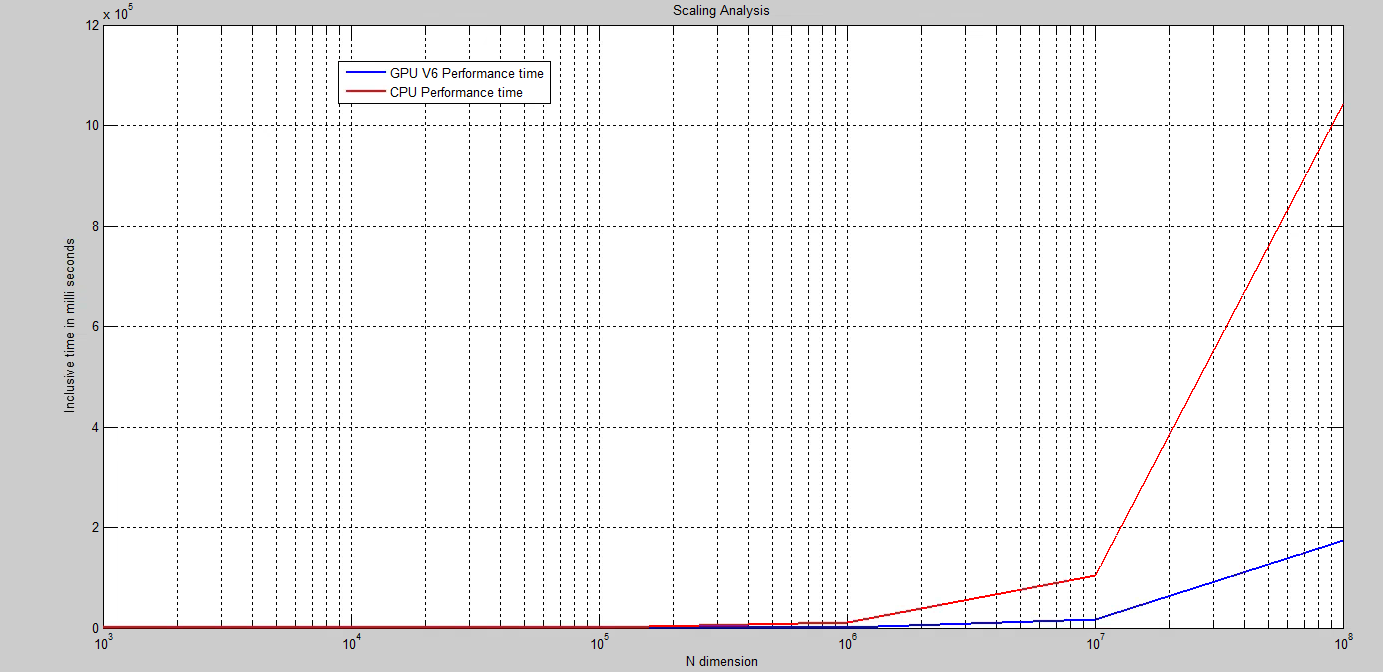 Scaling Analysis
x 10^5
12
10
8
6
4
2
0
Inclusive time in milli seconds
GPU V6 Performance time
CPU Performance time
10^3 10^4 10^5 10^6 10^7 10^8
N dimension